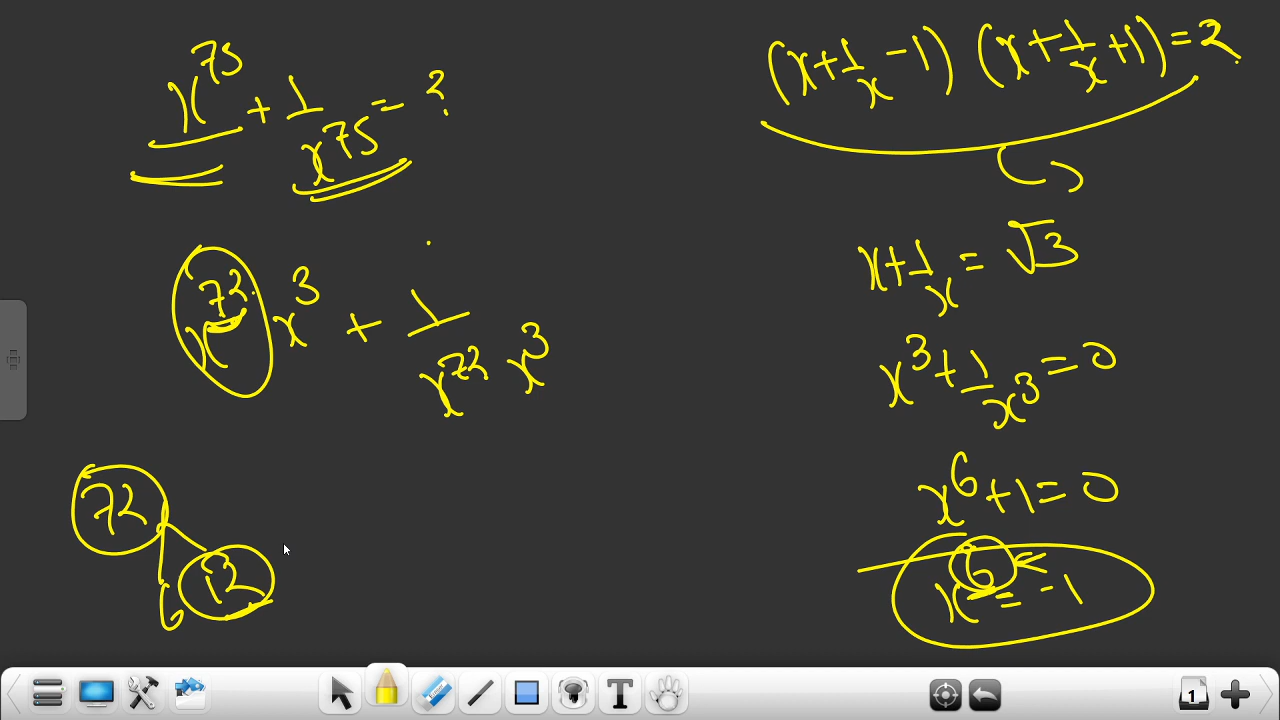 x^75 + 1/x^75 = ?
(x + 1/x - 1) (x + 1/x + 1) = 2
x^72 · x^3 + 1/x^72 x^3
x + 1/x = √3
x^3 + 1/x^3 = 0
x^6 + 1 = 0
x^6 = -1
72
6 12
T
1